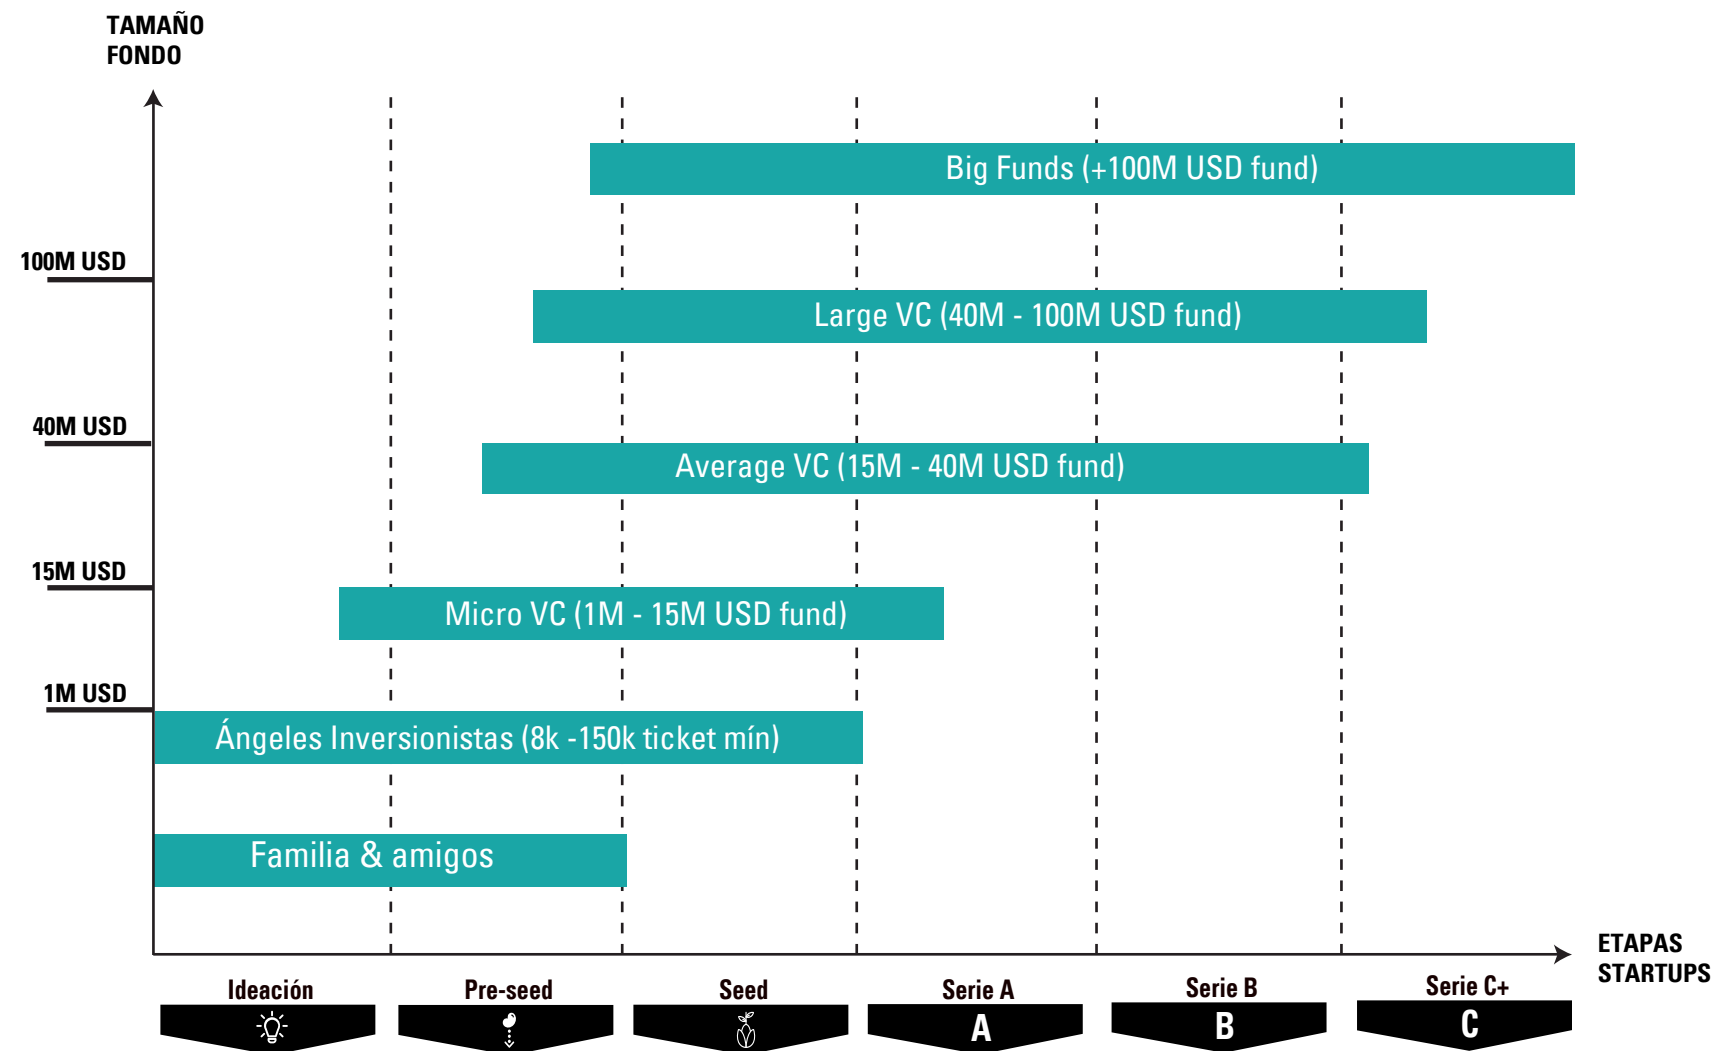 TAMAÑO
FONDO
Big Funds (+100M USD fund)
100M USD
Large VC (40M - 100M USD fund)
40M USD
Average VC (15M - 40M USD fund)
15M USD
Micro VC (1M - 15M USD fund)
1M USD
Ángeles Inversionistas (8k -150k ticket mín)
Familia & amigos
ETAPAS
STARTUPS
Ideación
Pre-seed
Seed
Serie A
Serie B
Serie C+
A
B
C